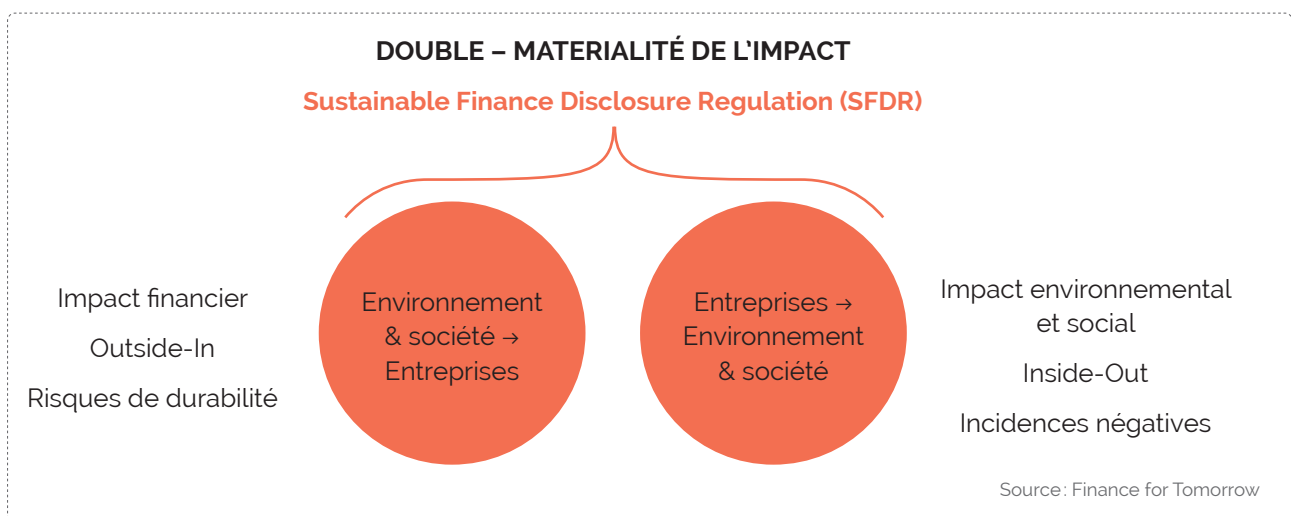 DOUBLE – MATERIALITÉ DE L'IMPACT
Sustainable Finance Disclosure Regulation (SFDR)
Impact financier
Outside-In
Risques de durabilité
Environnement
& société →
Entreprises
Entreprises →
Environnement
& société
Impact environnemental
et social
Inside-Out
Incidences négatives
Source : Finance for Tomorrow